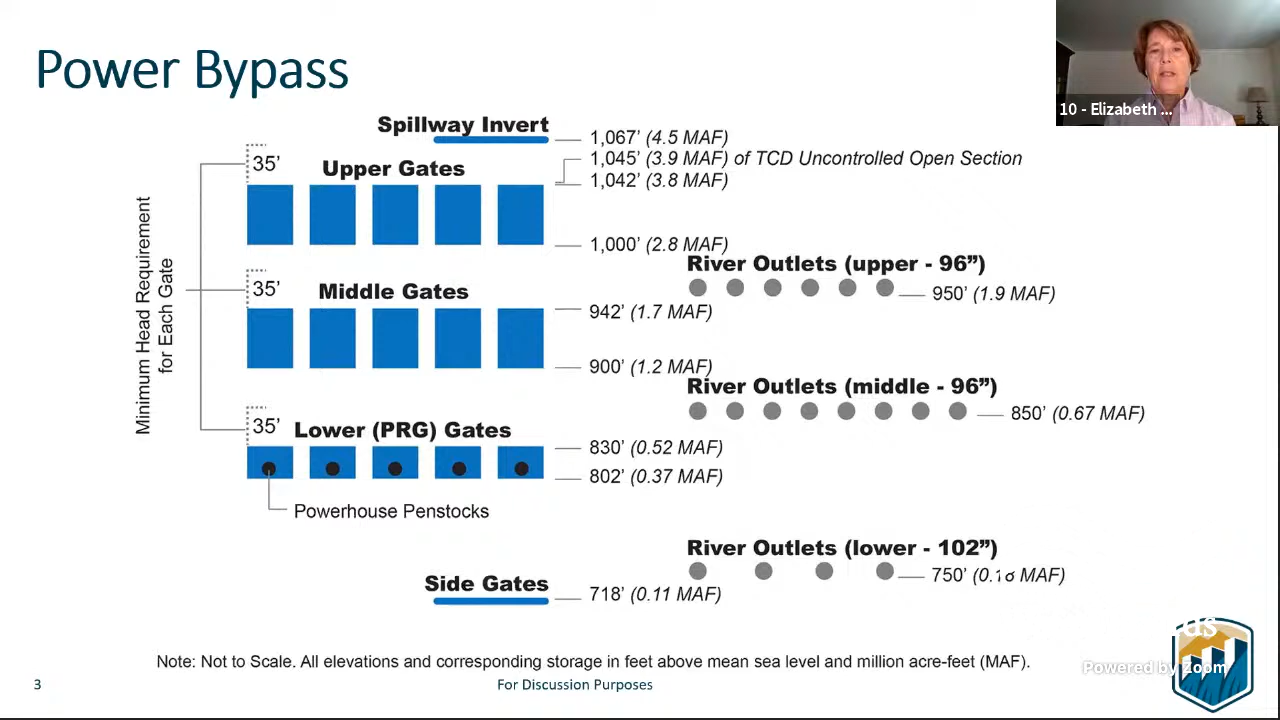 Power Bypass
10 - Elizabeth ...
Spillway Invert
1,067’ (4.5 MAF)
1,045’ (3.9 MAF) of TCD Uncontrolled Open Section
35’
Upper Gates
1,042’ (3.8 MAF)
1,000’ (2.8 MAF)
River Outlets (upper - 96”)
950’ (1.9 MAF)
Minimum Head Requirement
for Each Gate
35’
Middle Gates
942’ (1.7 MAF)
900’ (1.2 MAF)
River Outlets (middle - 96”)
850’ (0.67 MAF)
35’
Lower (PRG) Gates
830’ (0.52 MAF)
802’ (0.37 MAF)
Powerhouse Penstocks
River Outlets (lower - 102”)
750’ MAF)
Side Gates
718’ (0.11 MAF)
Note: Not to Scale. All elevations and corresponding storage in feet above mean sea level and million acre-feet (MAF).
Powered by Zoom
3
For Discussion Purposes